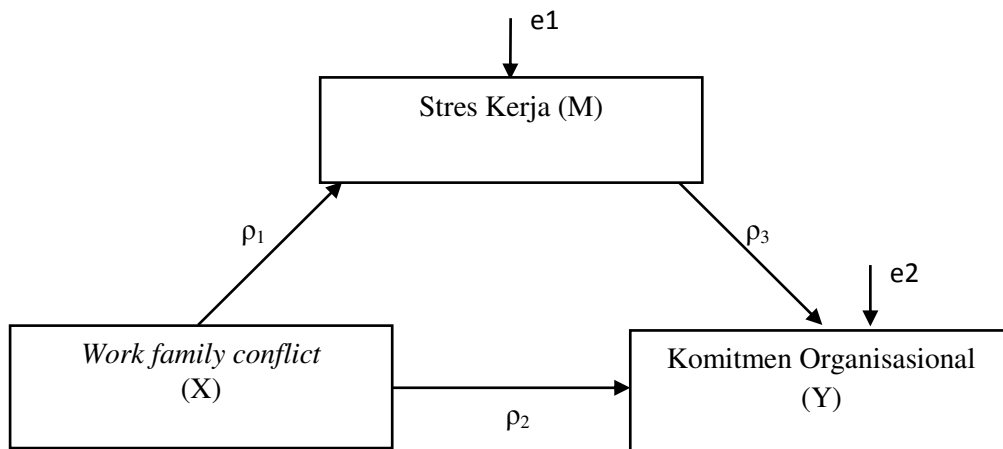 e1
Stres Kerja (M)
ρ1
ρ3
e2
Work family conflict
(X)
Komitmen Organisasional
(Y)
ρ2